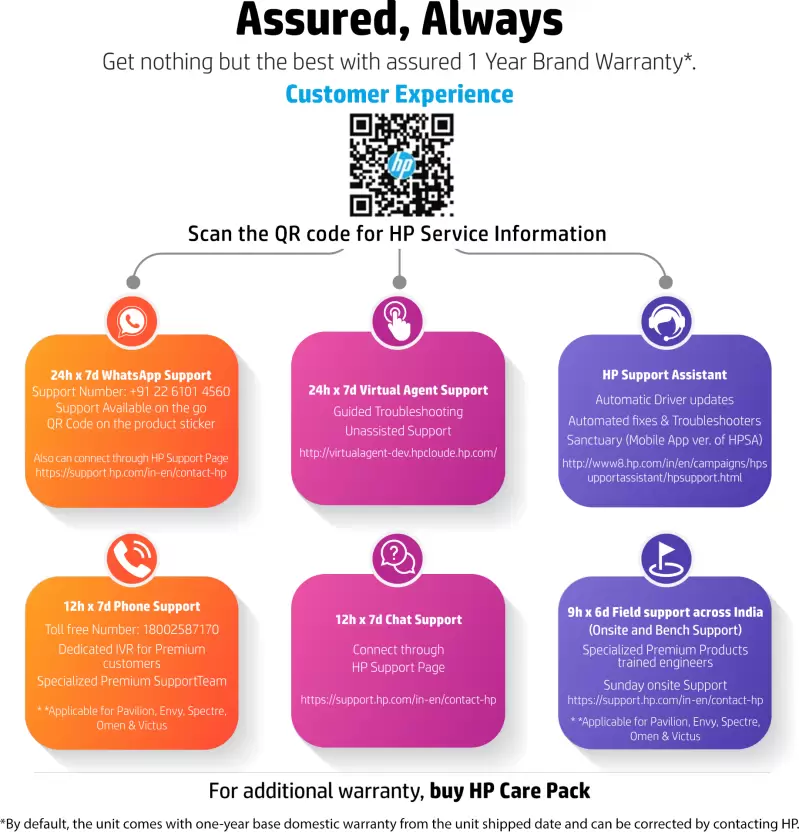 Assured, Always
Get nothing but the best with assured 1 Year Brand Warranty*.
Customer Experience
hp
Scan the QR code for HP Service Information
24h x 7d WhatsApp Support
Support Number: +91 22 6101 4560
Support Available on the go
QR Code on the product sticker
Also can connect through HP Support Page
https://support.hp.com/in-en/contact-hp
24h x 7d Virtual Agent Support
Guided Troubleshooting
Unassisted Support
http://virtualagent-dev.hpcloude.hp.com/
HP Support Assistant
Automatic Driver updates
Automated fixes & Troubleshooters
Sanctuary (Mobile App ver. of HPSA)
http://www8.hp.com/in/en/campaigns/hps
upportassistant/hpsupport.html
12h x 7d Phone Support
Toll free Number: 18002587170
Dedicated IVR for Premium
customers
Specialized Premium SupportTeam
* *Applicable for Pavilion, Envy, Spectre,
Omen & Victus
12h x 7d Chat Support
Connect through
HP Support Page
https://support.hp.com/in-en/contact-hp
9h x 6d Field support across India
(Onsite and Bench Support)
Specialized Premium Products
trained engineers
Sunday onsite Support
https://support.hp.com/in-en/contact-hp
* *Applicable for Pavilion, Envy, Spectre,
Omen & Victus
For additional warranty, buy HP Care Pack
*By default, the unit comes with one-year base domestic warranty from the unit shipped date and can be corrected by contacting HP.